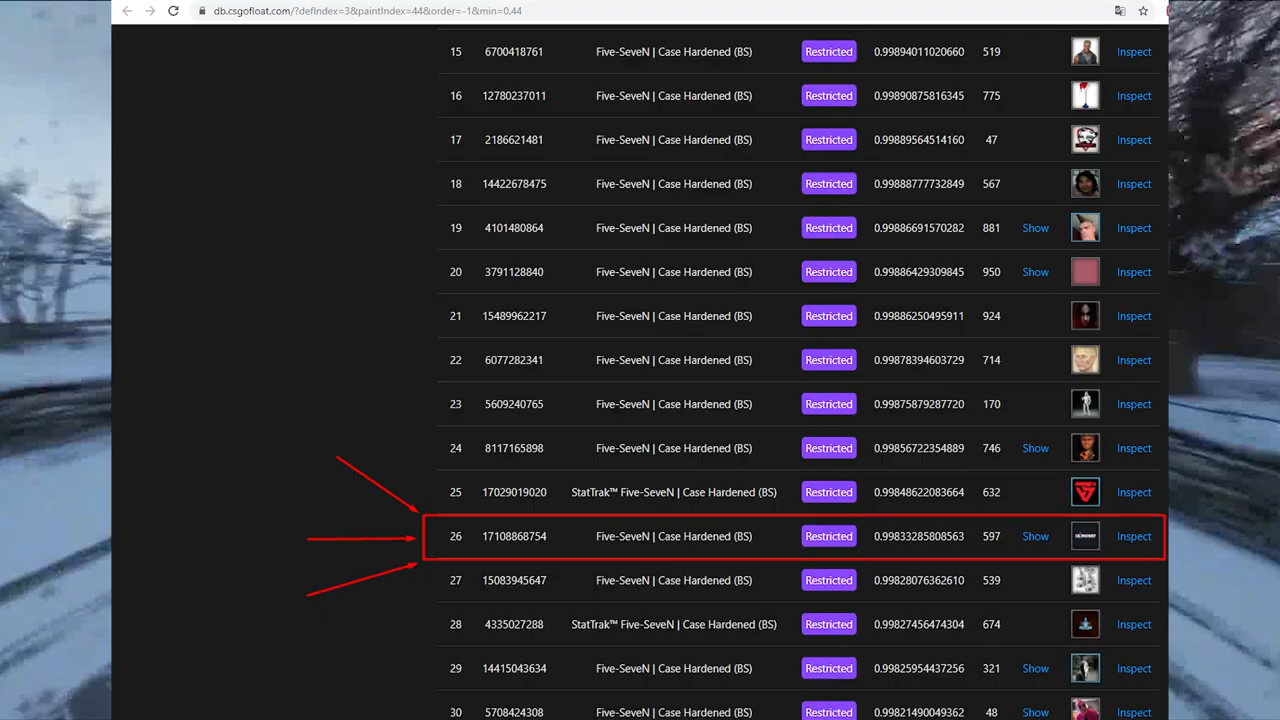 db.csgofloat.com/?defIndex=3&paintIndex=44&order=-1&min=0.44
15 6700418761 Five-SeveN | Case Hardened (BS) Restricted 0.99894011020660 519 Inspect
16 12780237011 Five-SeveN | Case Hardened (BS) Restricted 0.99890875816345 775 Inspect
17 2186621481 Five-SeveN | Case Hardened (BS) Restricted 0.99889564514160 47 Inspect
18 14422678475 Five-SeveN | Case Hardened (BS) Restricted 0.99888777732849 567 Inspect
19 4101480864 Five-SeveN | Case Hardened (BS) Restricted 0.99886691570282 881 Show Inspect
20 3791128840 Five-SeveN | Case Hardened (BS) Restricted 0.99886429309845 950 Show Inspect
21 15489962217 Five-SeveN | Case Hardened (BS) Restricted 0.99886250495911 924 Inspect
22 6077282341 Five-SeveN | Case Hardened (BS) Restricted 0.99878394603729 714 Inspect
23 5609240765 Five-SeveN | Case Hardened (BS) Restricted 0.99875879287720 170 Inspect
24 8117165898 Five-SeveN | Case Hardened (BS) Restricted 0.99856722354889 746 Show Inspect
25 17029019020 StatTrak™ Five-SeveN | Case Hardened (BS) Restricted 0.99848622083664 632 Inspect
26 17108868754 Five-SeveN | Case Hardened (BS) Restricted 0.99833285808563 597 Show Inspect
27 15083945647 Five-SeveN | Case Hardened (BS) Restricted 0.99828076362610 539 Inspect
28 4335027288 StatTrak™ Five-SeveN | Case Hardened (BS) Restricted 0.99827456474304 674 Inspect
29 14415043634 Five-SeveN | Case Hardened (BS) Restricted 0.99825954437256 321 Show Inspect
30 5708424308 Five-SeveN | Case Hardened (BS) Restricted 0.99821490049362 48 Inspect